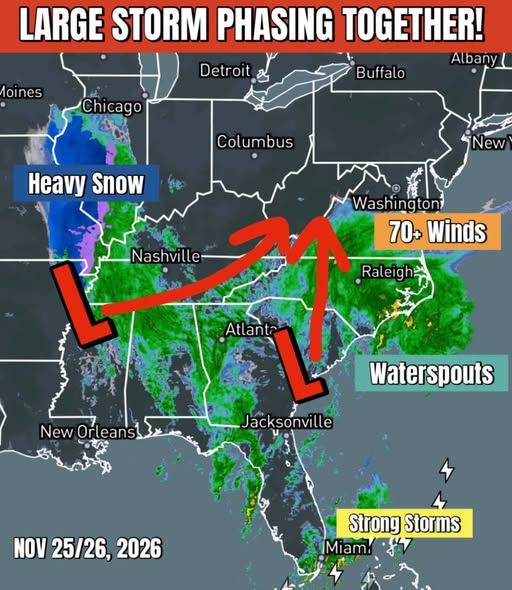 LARGE STORM PHASING TOGETHER!
Albany
Detroit
Buffalo
Moines
Chicago
Columbus
New Y
Heavy Snow
Washington
70+ Winds
Nashville
Raleigh
L
Atlanta
L
Waterspouts
Jacksonville
New Orleans
Strong Storms
NOV 25/26, 2026
Miami